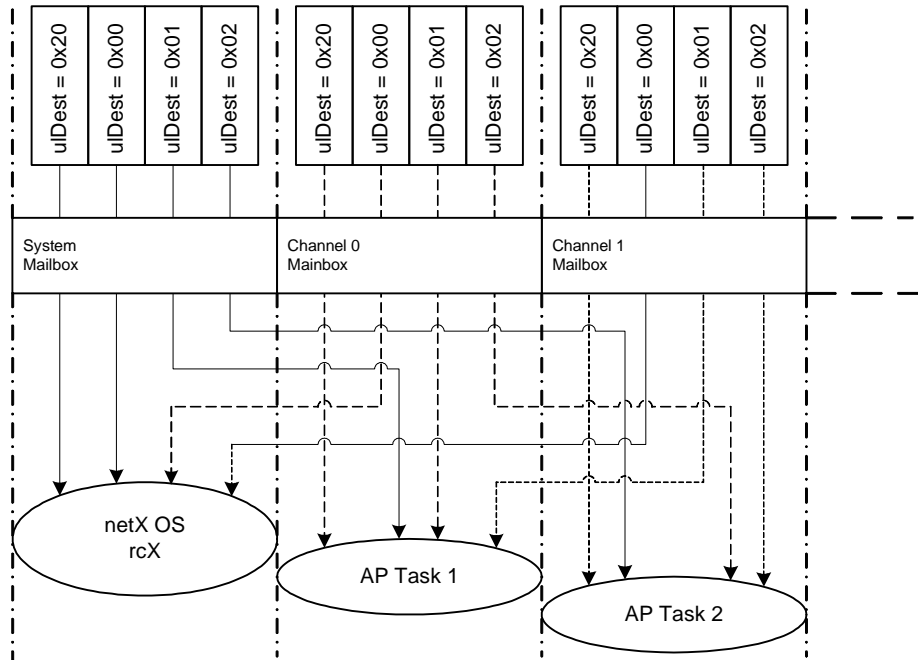 ulDest = 0x20
ulDest = 0x00
ulDest = 0x01
ulDest = 0x02
ulDest = 0x20
ulDest = 0x00
ulDest = 0x01
ulDest = 0x02
ulDest = 0x20
ulDest = 0x00
ulDest = 0x01
ulDest = 0x02
System
Mailbox
Channel 0
Mainbox
Channel 1
Mailbox
netX OS
rcX
AP Task 1
AP Task 2